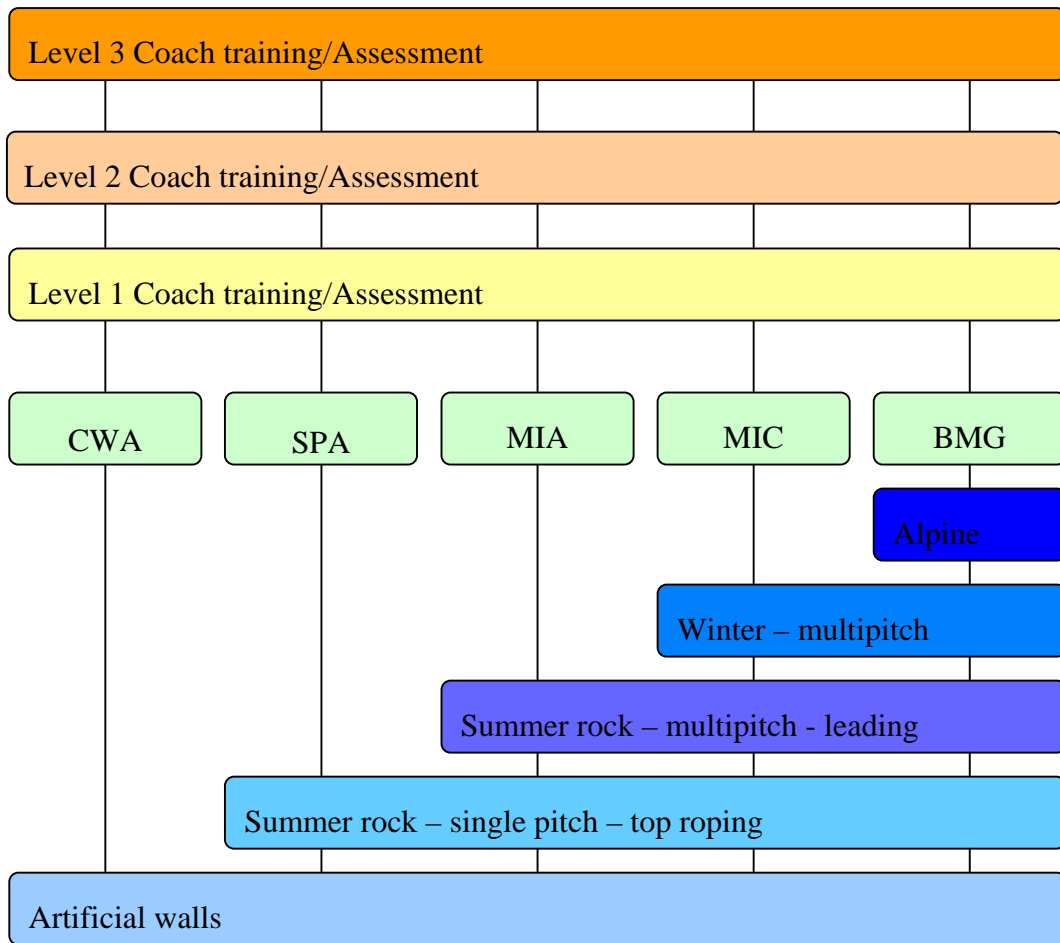 Level 3 Coach training/Assessment
Level 2 Coach training/Assessment
Level 1 Coach training/Assessment
CWA
SPA
MIA
MIC
BMG
Alpine
Winter – multipitch
Summer rock – multipitch - leading
Summer rock – single pitch – top roping
Artificial walls